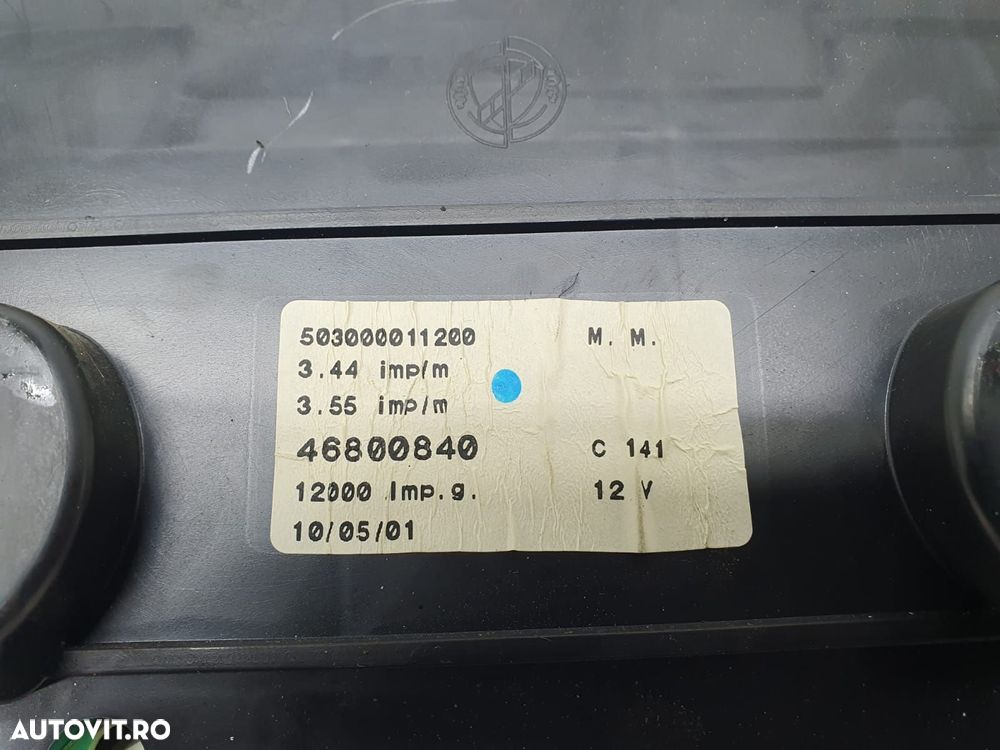 503000011200 M. M.
3.44 imp/m
3.55 imp/m
46800840 C 141
12000 Imp.g. 12 V
10/05/01
AUTOVIT.RO